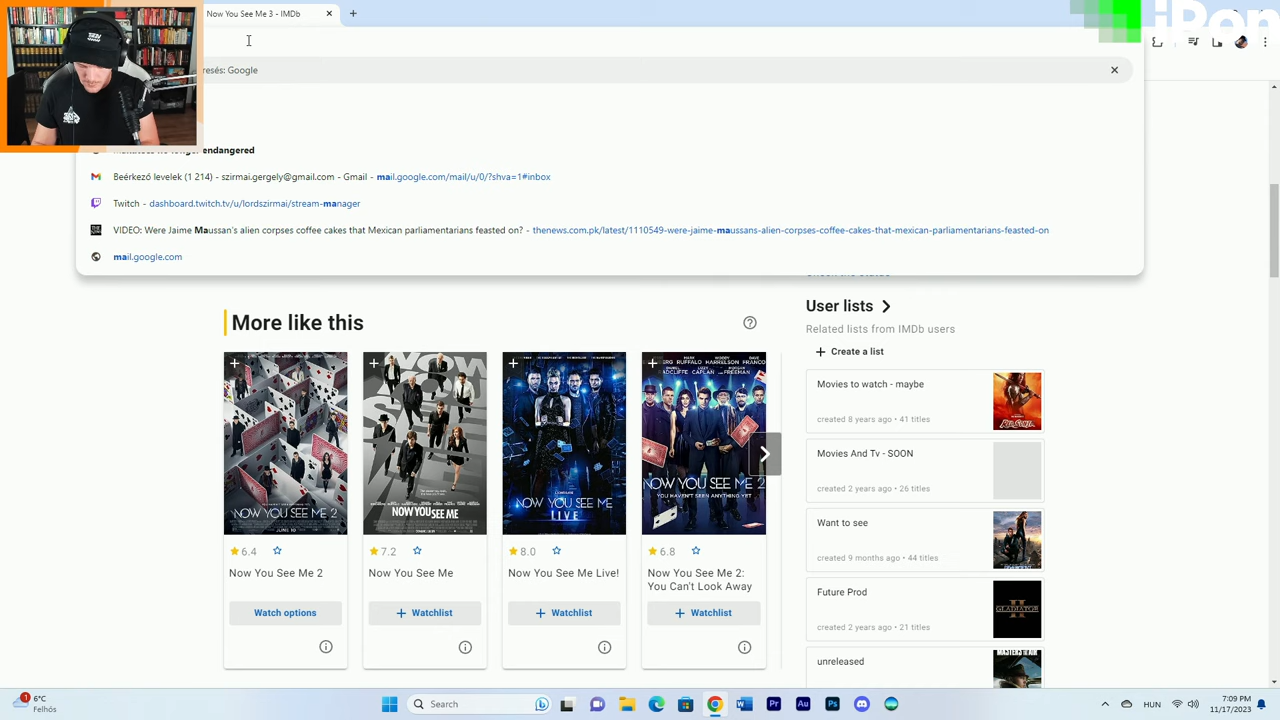 Now You See Me 3 - IMDb
iPon
resés: Google
no longer endangered
Beérkező levelek (1 214) - szirmai.gergely@gmail.com - Gmail - mail.google.com/mail/u/0/?shva=1#inbox
Twitch - dashboard.twitch.tv/u/lordszirmai/stream-manager
VIDEO: Were Jaime Maussan's alien corpses coffee cakes that Mexican parliamentarians feasted on? - thenews.com.pk/latest/1110549-were-jaime-maussans-alien-corpses-coffee-cakes-that-mexican-parliamentarians-feasted-on
mail.google.com
User lists
Related lists from IMDb users
Create a list
More like this
Movies to watch - maybe
created 8 years ago • 41 titles
Movies And Tv - SOON
created 2 years ago • 26 titles
Want to see
created 9 months ago • 44 titles
Future Prod
created 2 years ago • 21 titles
unreleased
GLADIATOR
NOW YOU SEE ME 2
NOW YOU SEE ME
NOW YOU SEE ME
LIVE
NOW YOU SEE ME 2
YOU HAVEN'T SEEN ANYTHING YET
6.4
7.2
8.0
6.8
Now You See Me 2
Now You See Me
Now You See Me Live!
Now You See Me 2:
You Can't Look Away
Watch options
Watchlist
Watchlist
Watchlist
1
6°C
Felhős
Search
HUN
7:09 PM
11/17/2023